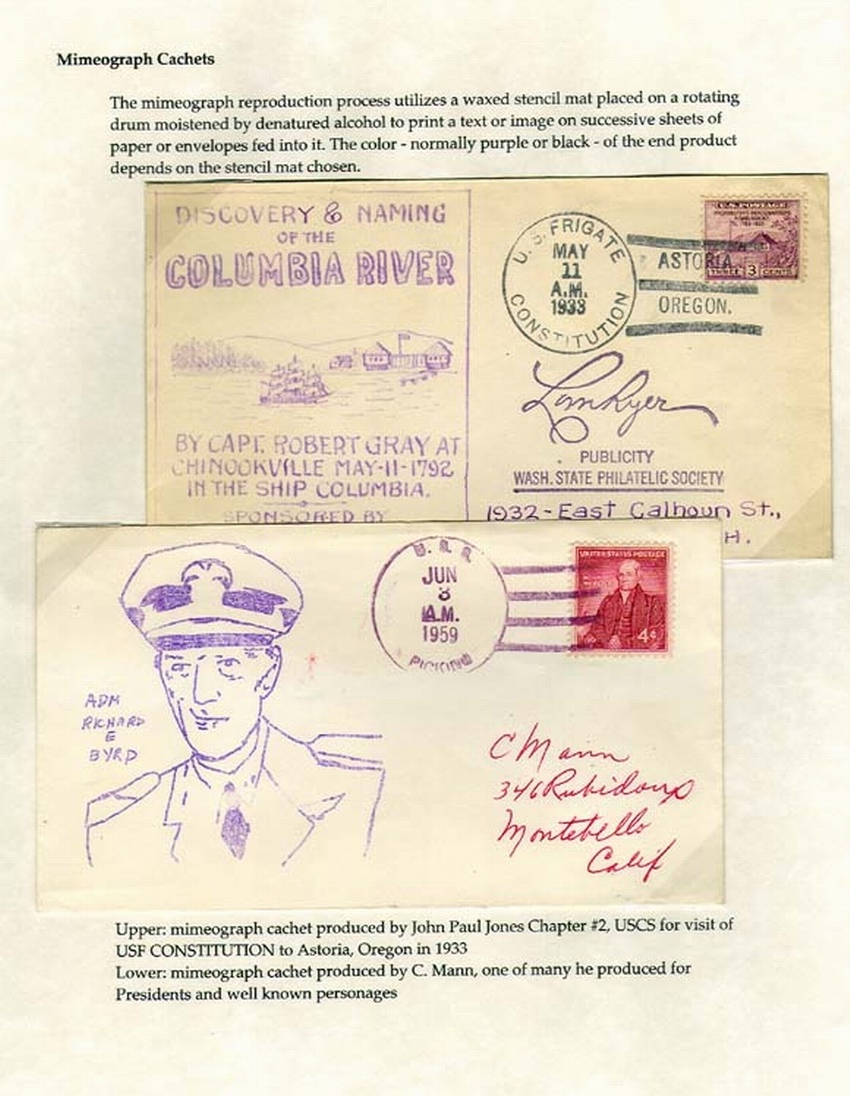 Mimeograph Cachets
The mimeograph reproduction process utilizes a waxed stencil mat placed on a rotating
drum moistened by denatured alcohol to print a text or image on successive sheets of
paper or envelopes fed into it. The color - normally purple or black - of the end product
depends on the stencil mat chosen.
DISCOVERY & NAMING
OF THE
COLUMBIA RIVER
BY CAPT. ROBERT GRAY AT
CHINOOKVILLE MAY-11-1792
IN THE SHIP COLUMBIA.
SPONSORED BY
U.S. FRIGATE
MAY
11
A.M.
1933
CONSTITUTION
ASTORIA
OREGON.
U.S. POSTAGE
THREE 3 CENTS
PUBLICITY
WASH. STATE PHILATELIC SOCIETY
1932-East Calhoun St.,
H.
ADM
RICHARD
E
BYRD
U.S.S.
JUN
3
A.M.
1959
UNITED STATES POSTAGE
4¢
C Mann
346 Rubidoux
Montebello
Calif
Upper: mimeograph cachet produced by John Paul Jones Chapter #2, USCS for visit of
USF CONSTITUTION to Astoria, Oregon in 1933
Lower: mimeograph cachet produced by C. Mann, one of many he produced for
Presidents and well known personages